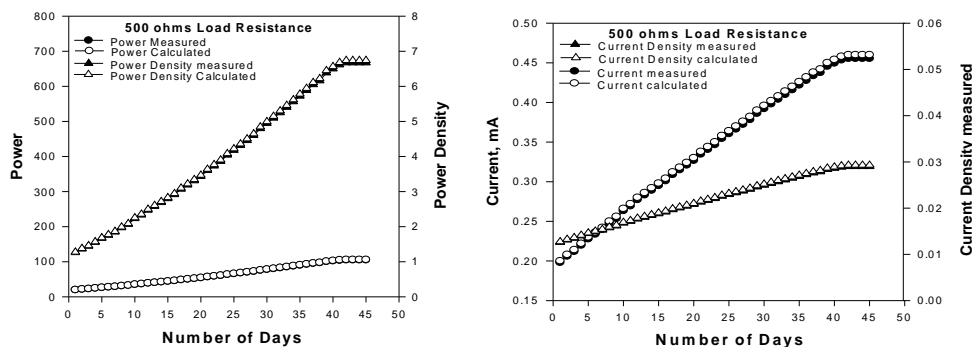 500 ohms Load Resistance
Power Measured
Power Calculated
Power Density measured
Power Density Calculated
800
700
600
500
400
300
200
100
0
Power
8
7
6
5
4
3
2
1
0
Power Density
0 5 10 15 20 25 30 35 40 45 50
Number of Days
500 ohms Load Resistance
Current Density measured
Current Density calculated
Current measured
Current calculated
0.50
0.45
0.40
0.35
0.30
0.25
0.20
0.15
Current, mA
0.06
0.05
0.04
0.03
0.02
0.01
0.00
Current Density measured
0 5 10 15 20 25 30 35 40 45 50
Number of Days